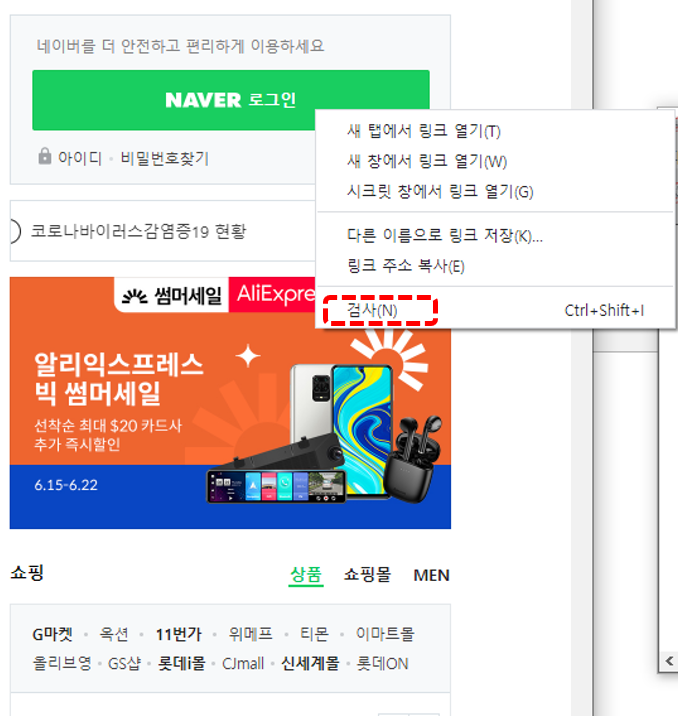 네이버를 더 안전하고 편리하게 이용하세요
NAVER 로그인
아이디 · 비밀번호찾기
새 탭에서 링크 열기(T)
새 창에서 링크 열기(W)
시크릿 창에서 링크 열기(G)
다른 이름으로 링크 저장(K)...
링크 주소 복사(E)
검사(N) Ctrl+Shift+I
코로나바이러스감염증19 현황
썸머세일 AliExpre
알리익스프레스
빅 썸머세일
선착순 최대 $20 카드사
추가 즉시할인
6.15-6.22
쇼핑 상품 쇼핑몰 MEN
G마켓 · 옥션 · 11번가 · 위메프 · 티몬 · 이마트몰
올리브영 · GS샵 · 롯데i몰 · CJmall · 신세계몰 · 롯데ON